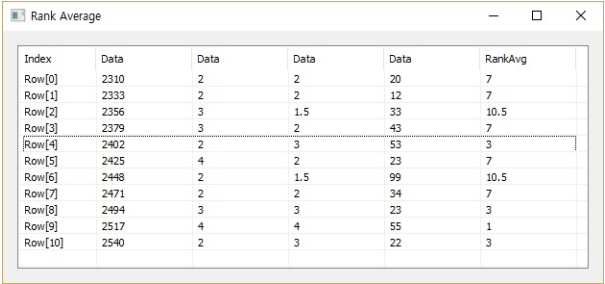 Rank Average
Index Data Data Data Data RankAvg
Row[0] 2310 2 2 20 7
Row[1] 2333 2 2 12 7
Row[2] 2356 3 1.5 33 10.5
Row[3] 2379 3 2 43 7
Row[4] 2402 2 3 53 3
Row[5] 2425 4 2 23 7
Row[6] 2448 2 1.5 99 10.5
Row[7] 2471 2 2 34 7
Row[8] 2494 3 3 23 3
Row[9] 2517 4 4 55 1
Row[10] 2540 2 3 22 3